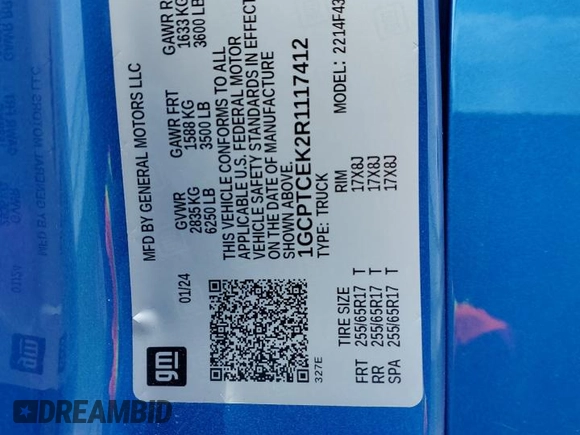 MFD BY GENERAL MOTORS LLC
01/24
gm
GVWR
2835KG
6250 LB
GAWR FRT
1588 KG
3500 LB
GAWR R
1633 KG
3600 LB
THIS VEHICLE CONFORMS TO ALL
APPLICABLE U.S. FEDERAL MOTOR
VEHICLE SAFETY STANDARDS IN EFFECT
ON THE DATE OF MANUFACTURE
SHOWN ABOVE.
1GCPTCEK2R1117412
TYPE: TRUCK
2214F43
327E
TIRE SIZE RIM
FRT 255/65R17 T 17X8J
RR 255/65R17 T 17X8J
SPA 255/65R17 T 17X8J
DREAMBID